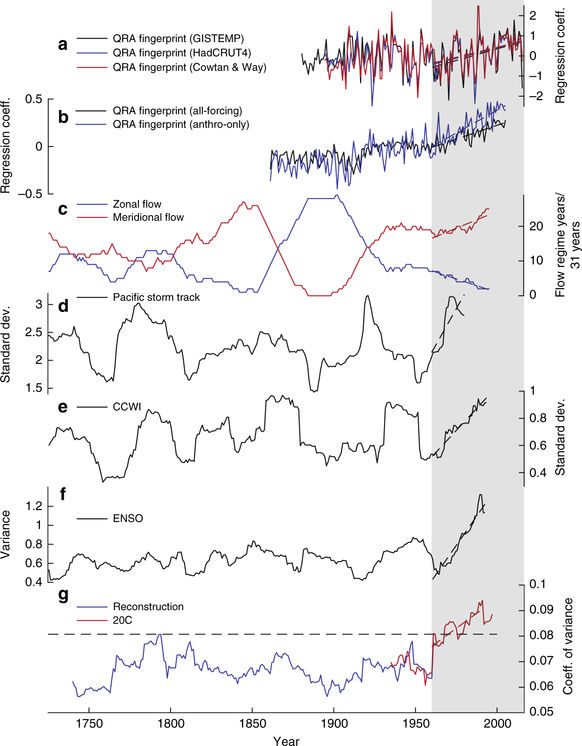 a
QRA fingerprint (GISTEMP)
QRA fingerprint (HadCRUT4)
QRA fingerprint (Cowtan & Way)
2
1
0
−1
−2
Regression coeff.
b
QRA fingerprint (all-forcing)
QRA fingerprint (anthro-only)
0.5
0
−0.5
Regression coeff.
c
Zonal flow
Meridional flow
20
10
0
Flow regime years/
31 years
d
Pacific storm track
3
2.5
2
1.5
Standard dev.
e
CCWI
1
0.8
0.6
0.4
Standard dev.
f
ENSO
1.2
1
0.8
0.6
0.4
Variance
g
Reconstruction
20C
0.1
0.09
0.08
0.07
0.06
0.05
Coeff. of variance
1750 1800 1850 1900 1950 2000
Year